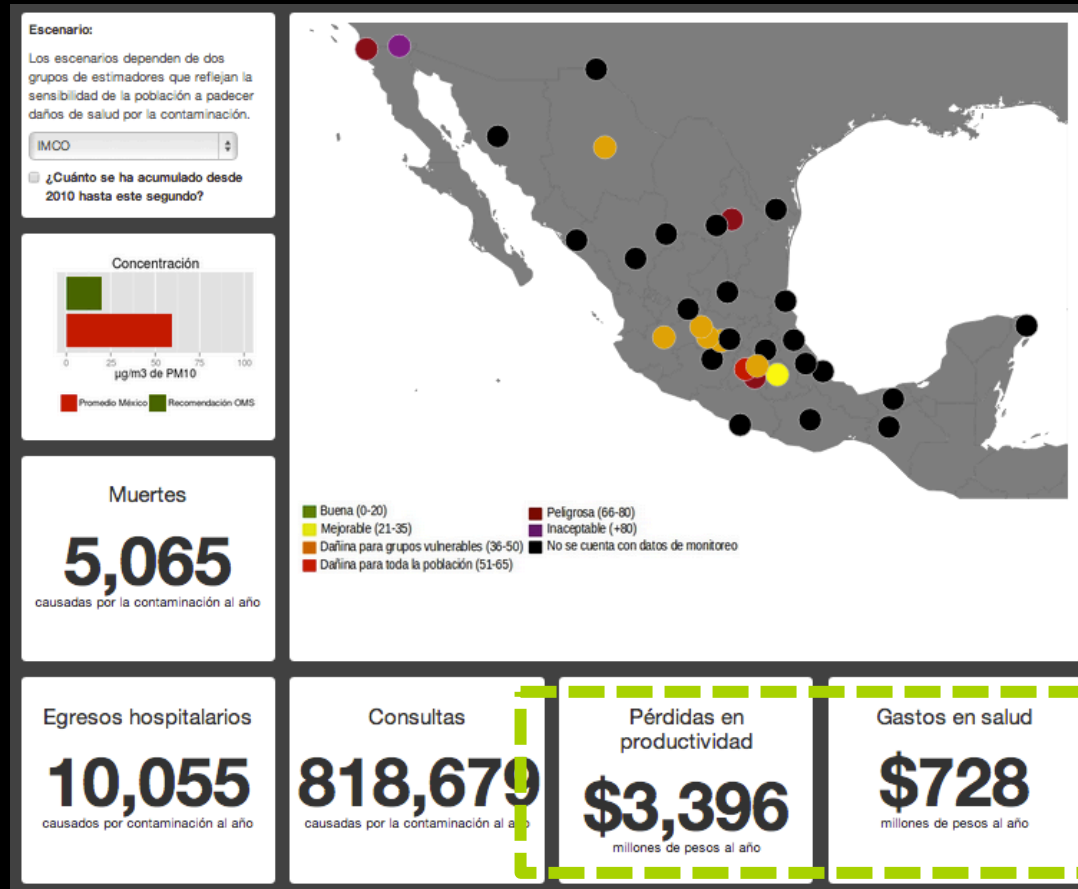 Escenario:
Los escenarios dependen de dos
grupos de estimadores que reflejan la
sensibilidad de la población a padecer
daños de salud por la contaminación.
IMCO
¿Cuánto se ha acumulado desde
2010 hasta este segundo?
Concentración
0 25 50 75 100
µg/m3 de PM10
Promedio México Recomendación OMS
Muertes
5,065
causadas por la contaminación al año
Buena (0-20)
Mejorable (21-35)
Dañina para grupos vulnerables (36-50)
Dañina para toda la población (51-65)
Peligrosa (66-80)
Inaceptable (+80)
No se cuenta con datos de monitoreo
Egresos hospitalarios
10,055
causados por contaminación al año
Consultas
818,679
causadas por la contaminación al año
Pérdidas en
productividad
$3,396
millones de pesos al año
Gastos en salud
$728
millones de pesos al año